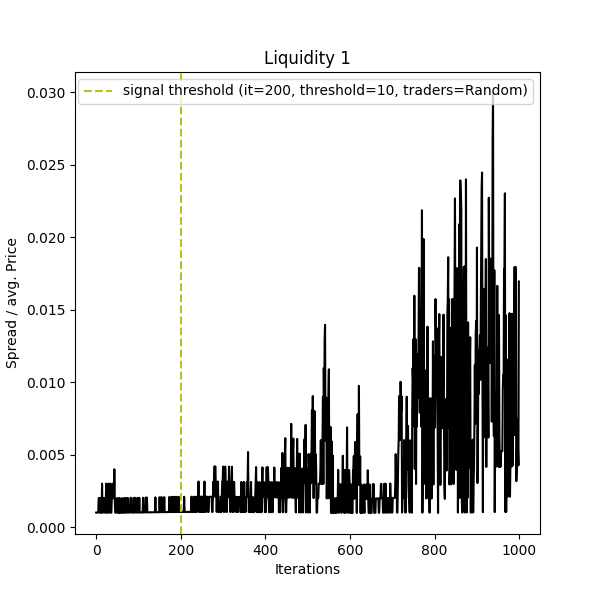 Liquidity 1
signal threshold (it=200, threshold=10, traders=Random)
0.030
0.025
0.020
0.015
0.010
0.005
0.000
Spread / avg. Price
0 200 400 600 800 1000
Iterations